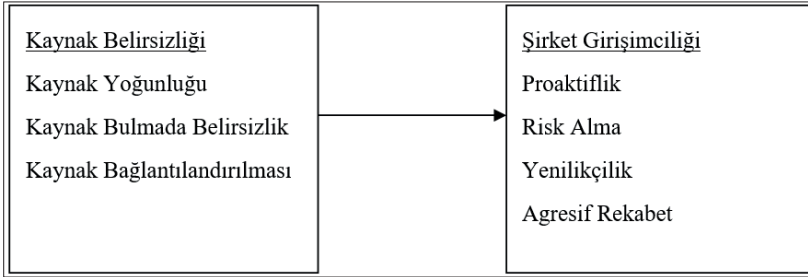 Kaynak Belirsizliği
Kaynak Yoğunluğu
Kaynak Bulmada Belirsizlik
Kaynak Bağlantılandırılması
Şirket Girişimciliği
Proaktiflik
Risk Alma
Yenilikçilik
Agresif Rekabet